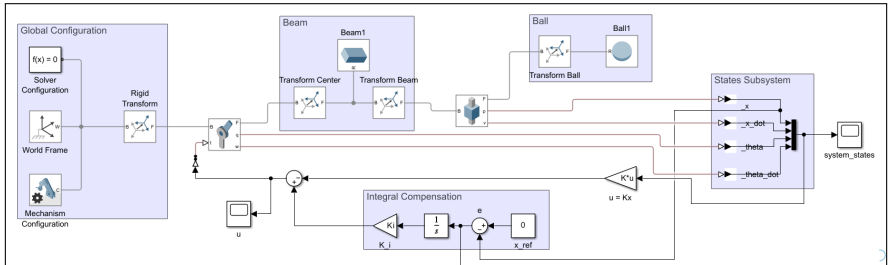 Global Configuration
f(x) = 0
Solver
Configuration
W
World Frame
C
Mechanism
Configuration
Rigid
Transform
B
F
B
F
q
w
t
Beam
Beam1
R
Transform Center
B
F
Transform Beam
B
F
B
F
p
v
Ball
Ball1
Transform Ball
B
F
R
States Subsystem
_x
_x_dot
_theta
_theta_dot
system_states
K*u
u = Kx
u
Integral Compensation
Ki
K_i
1
s
e
0
x_ref